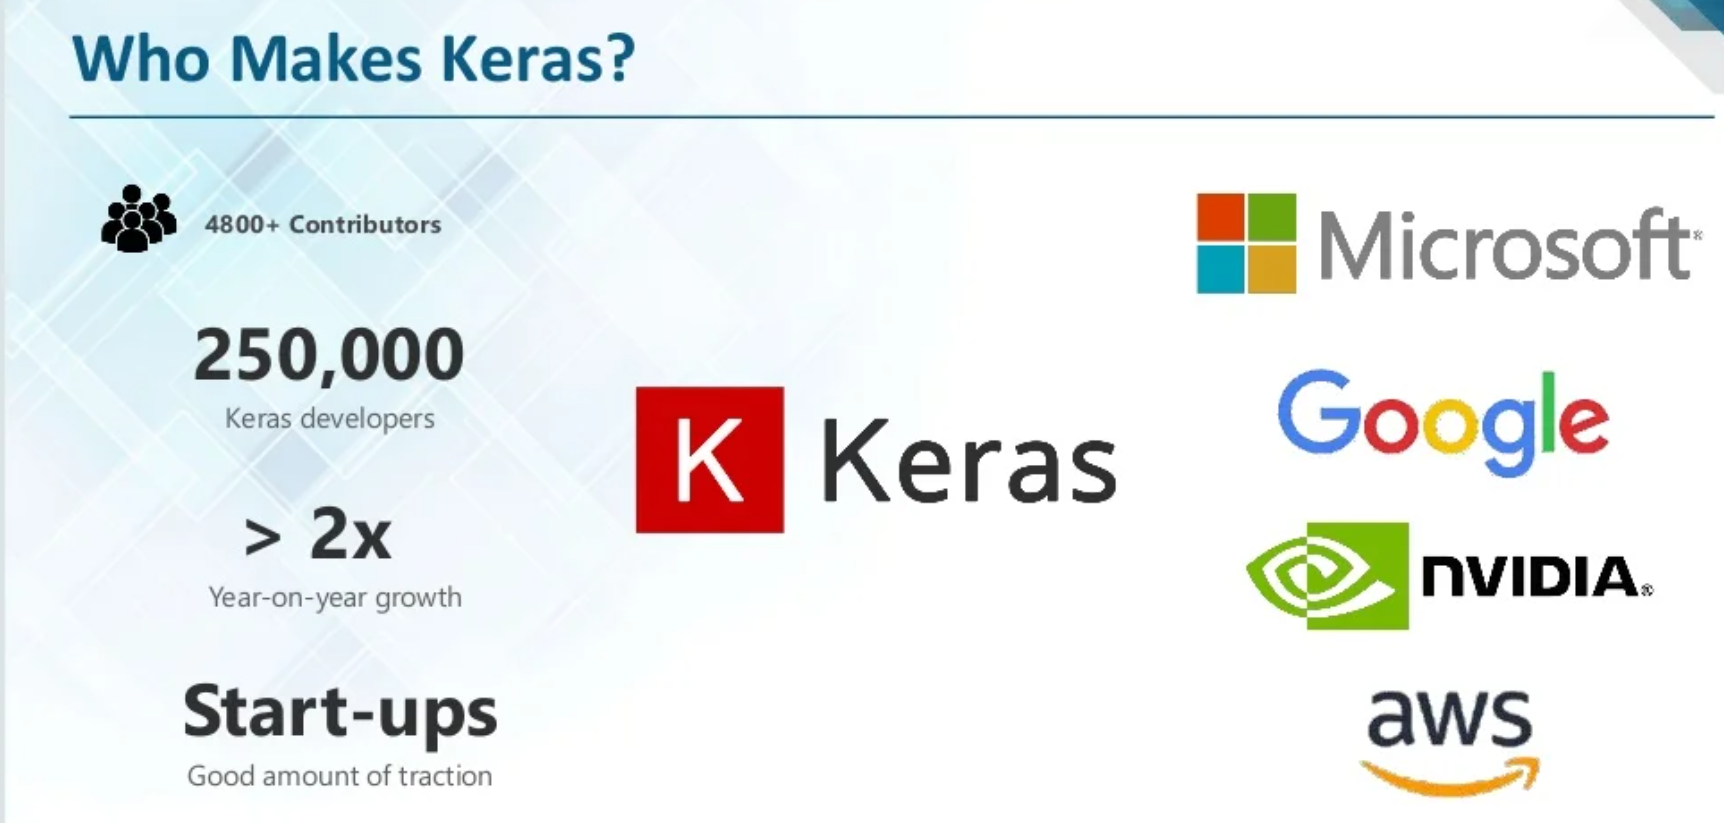 Who Makes Keras?
4800+ Contributors
250,000
Keras developers
> 2x
Year-on-year growth
Start-ups
Good amount of traction
K Keras
Microsoft®
Google
NVIDIA®
aws